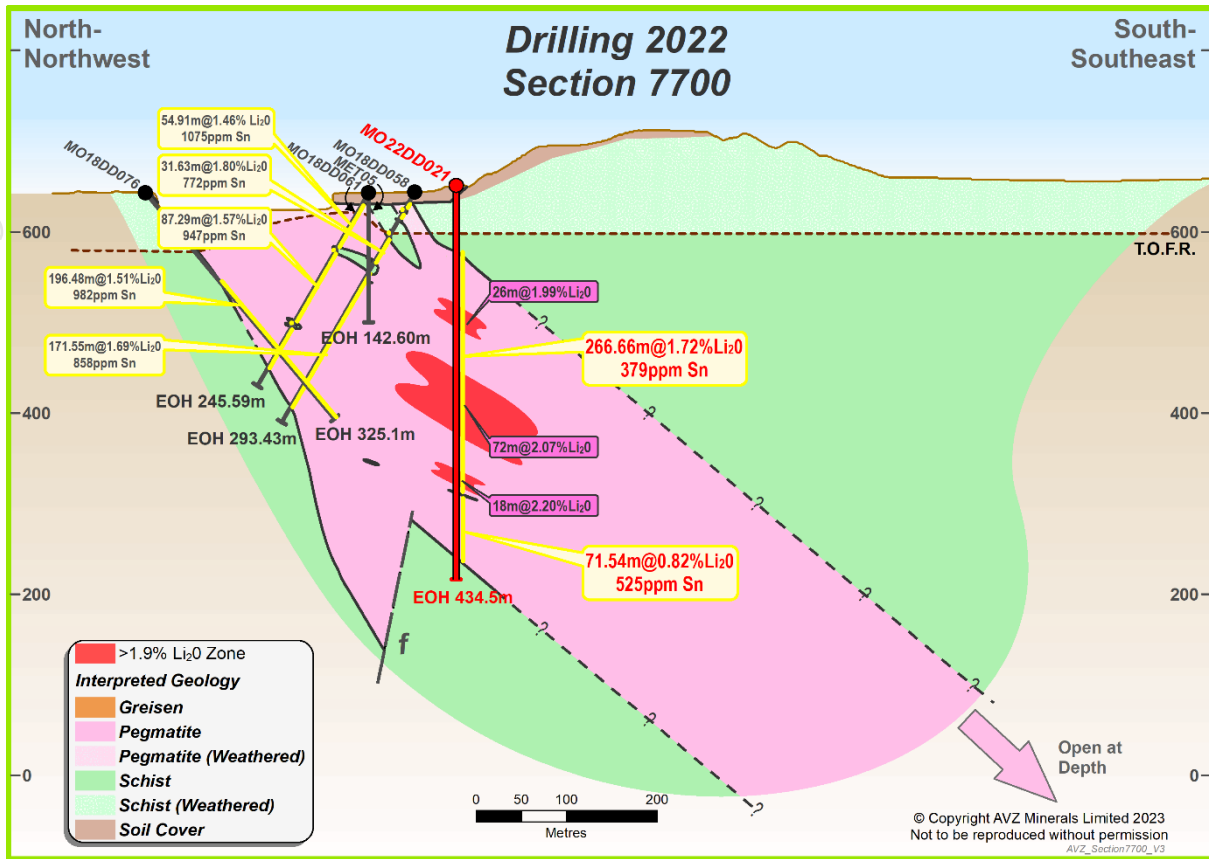 North-
Northwest
Drilling 2022
Section 7700
South-
Southeast
54.91m@1.46% Li₂0
1075ppm Sn
31.63m@1.80%Li₂0
772ppm Sn
87.29m@1.57%Li₂0
947ppm Sn
196.48m@1.51%Li₂0
982ppm Sn
171.55m@1.69%Li₂0
858ppm Sn
MO18DD076
MO18DD061
MET05
MO18DD058
MO22DD021
600
600
T.O.F.R.
26m@1.99%Li₂0
EOH 142.60m
266.66m@1.72%Li₂0
379ppm Sn
EOH 245.59m
400
400
EOH 293.43m
EOH 325.1m
72m@2.07%Li₂0
18m@2.20%Li₂0
71.54m@0.82%Li₂0
525ppm Sn
200
EOH 434.5m
200
f
?
?
?
?
?
?
?
?
>1.9% Li₂0 Zone
Interpreted Geology
Greisen
Pegmatite
Pegmatite (Weathered)
Schist
Schist (Weathered)
Soil Cover
0
0
Open at
Depth
0 50 100 200
Metres
© Copyright AVZ Minerals Limited 2023
Not to be reproduced without permission
AVZ_Section7700_V3